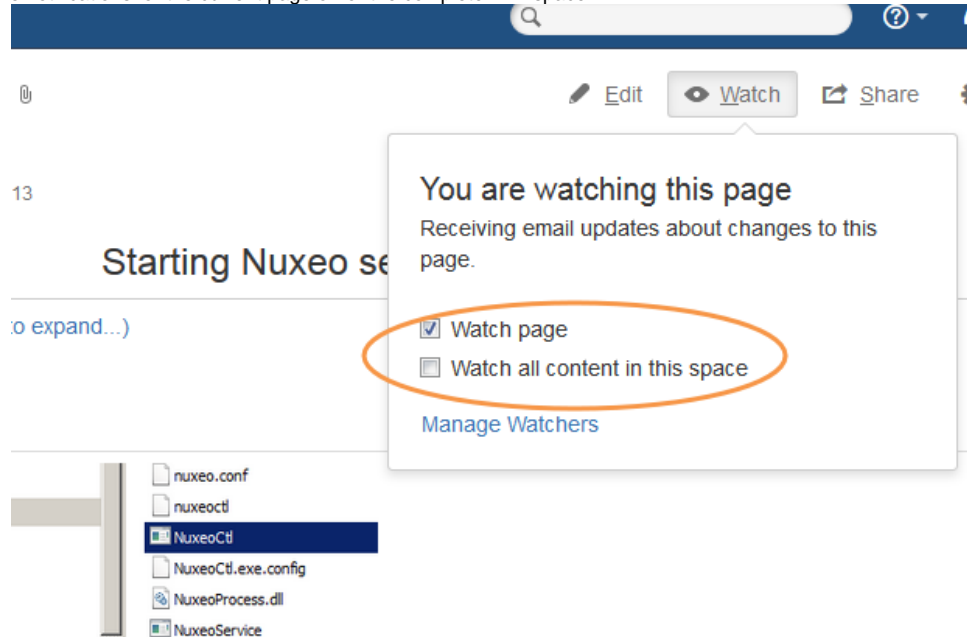 Edit Watch Share
13
You are watching this page
Receiving email updates about changes to this
page.
Starting Nuxeo se
to expand...)
Watch page
Watch all content in this space
Manage Watchers
nuxeo.conf
nuxeoctl
NuxeoCtl
NuxeoCtl.exe.config
NuxeoProcess.dll
NuxeoService